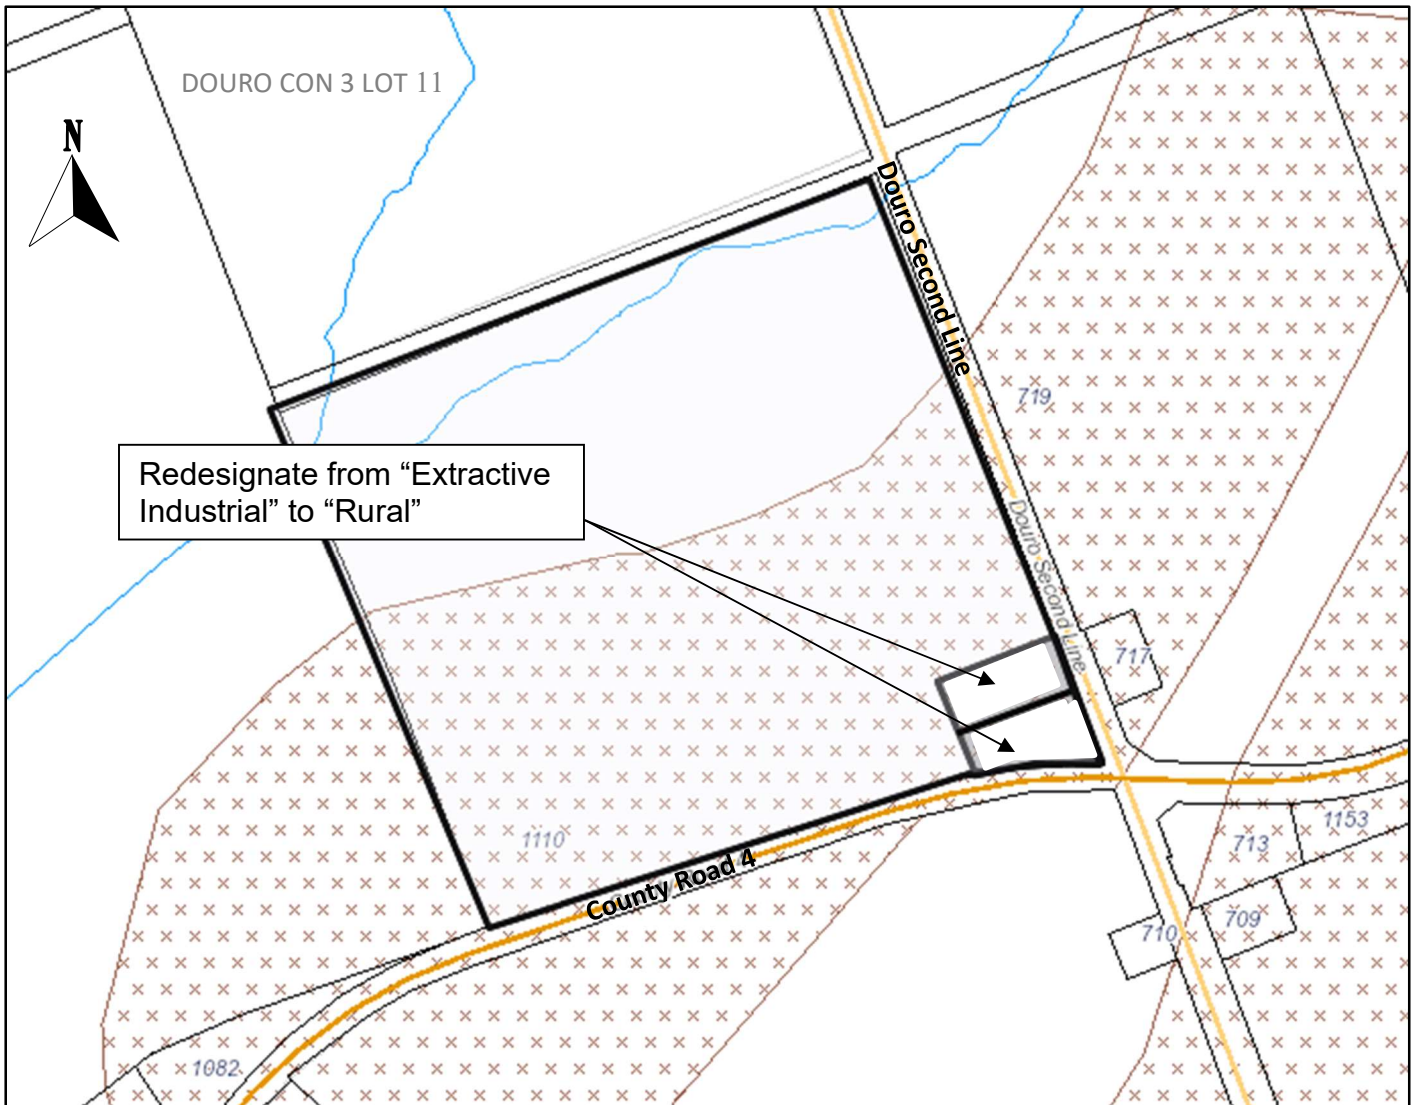 DOURO CON 3 LOT 11
N
Douro Second Line
719
Redesignate from “Extractive
Industrial” to “Rural”
Douro Second Line
717
1110
County Road 4
1153
713
709
710
1082